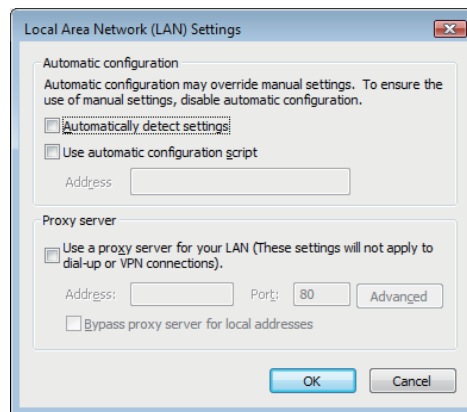 Local Area Network (LAN) Settings
Automatic configuration
Automatic configuration may override manual settings. To ensure the
use of manual settings, disable automatic configuration.
Automatically detect settings
Use automatic configuration script
Address
Proxy server
Use a proxy server for your LAN (These settings will not apply to
dial-up or VPN connections).
Address: Port: 80 Advanced
Bypass proxy server for local addresses
OK Cancel